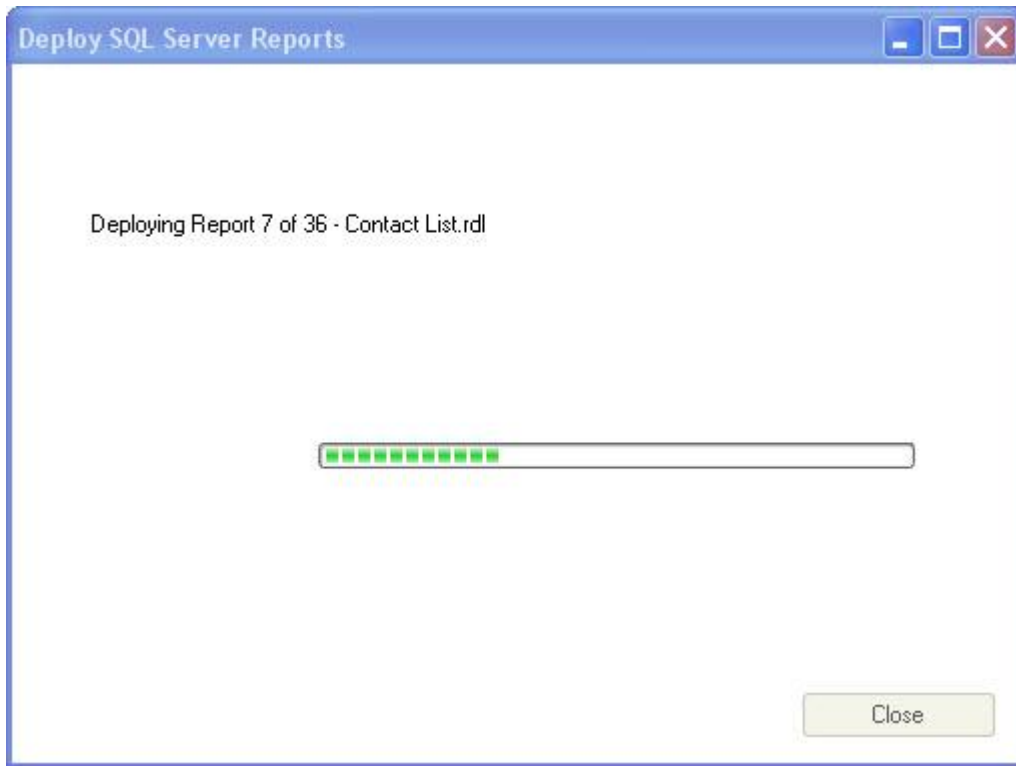 Deploy SQL Server Reports
Deploying Report 7 of 36 - Contact List.rdl
Close